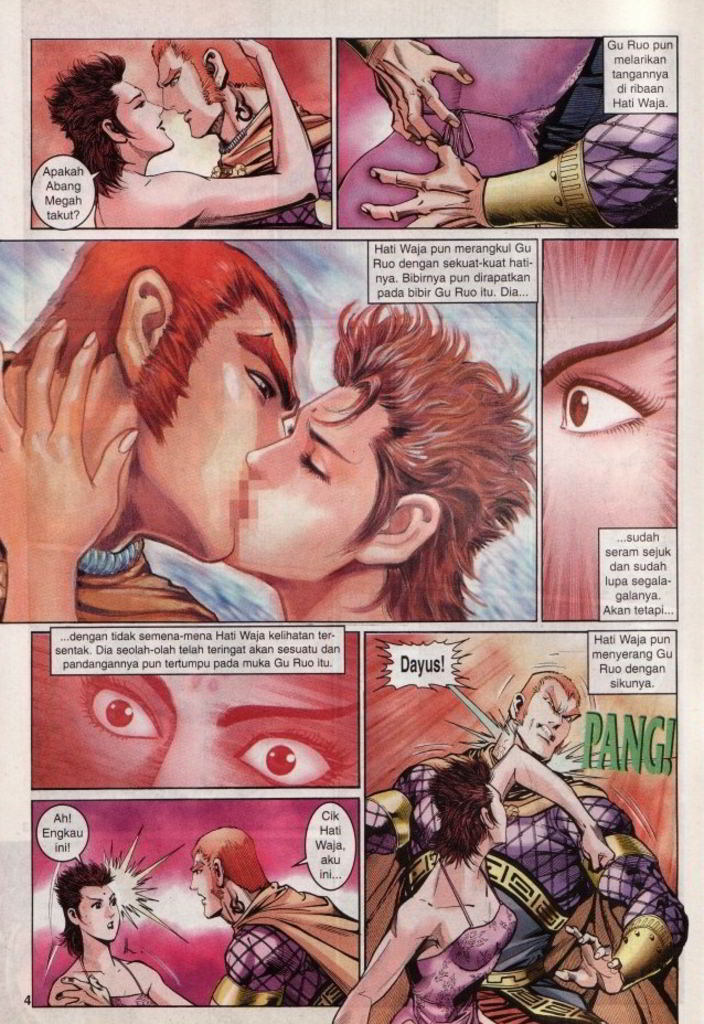 Apakah
Abang
Megah
takut?
Gu Ruo pun
melarikan
tangannya
di ribaan
Hati Waja.
Hati Waja pun merangkul Gu
Ruo dengan sekuat-kuat hati-
nya. Bibirnya pun dirapatkan
pada bibir Gu Ruo itu. Dia...
...sudah
seram sejuk
dan sudah
lupa segala-
galanya.
Akan tetapi...
...dengan tidak semena-mena Hati Waja kelihatan ter-
sentak. Dia seolah-olah telah teringat akan sesuatu dan
pandangannya pun tertumpu pada muka Gu Ruo itu.
Ah!
Engkau
ini!
Cik
Hati
Waja,
aku
ini...
Dayus!
Hati Waja pun
menyerang Gu
Ruo dengan
sikunya.
PANG!
4